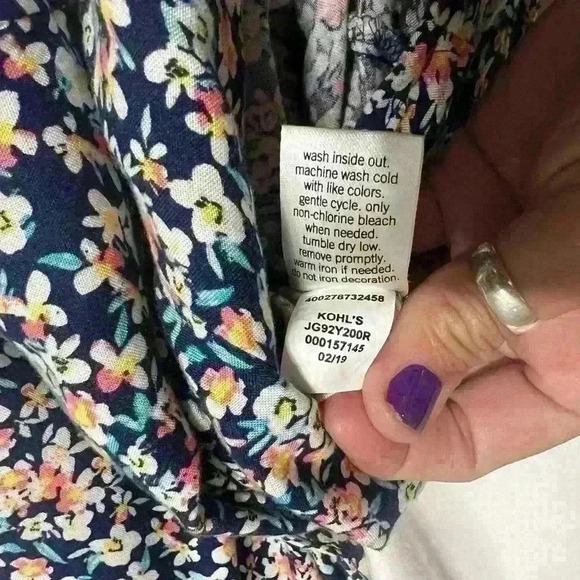 wash inside out.
machine wash cold
with like colors.
gentle cycle. only
non-chlorine bleach
when needed.
tumble dry low.
remove promptly.
warm iron if needed.
do not iron decoration.
400276732458
KOHL'S
JG92Y200R
000157145
02/19